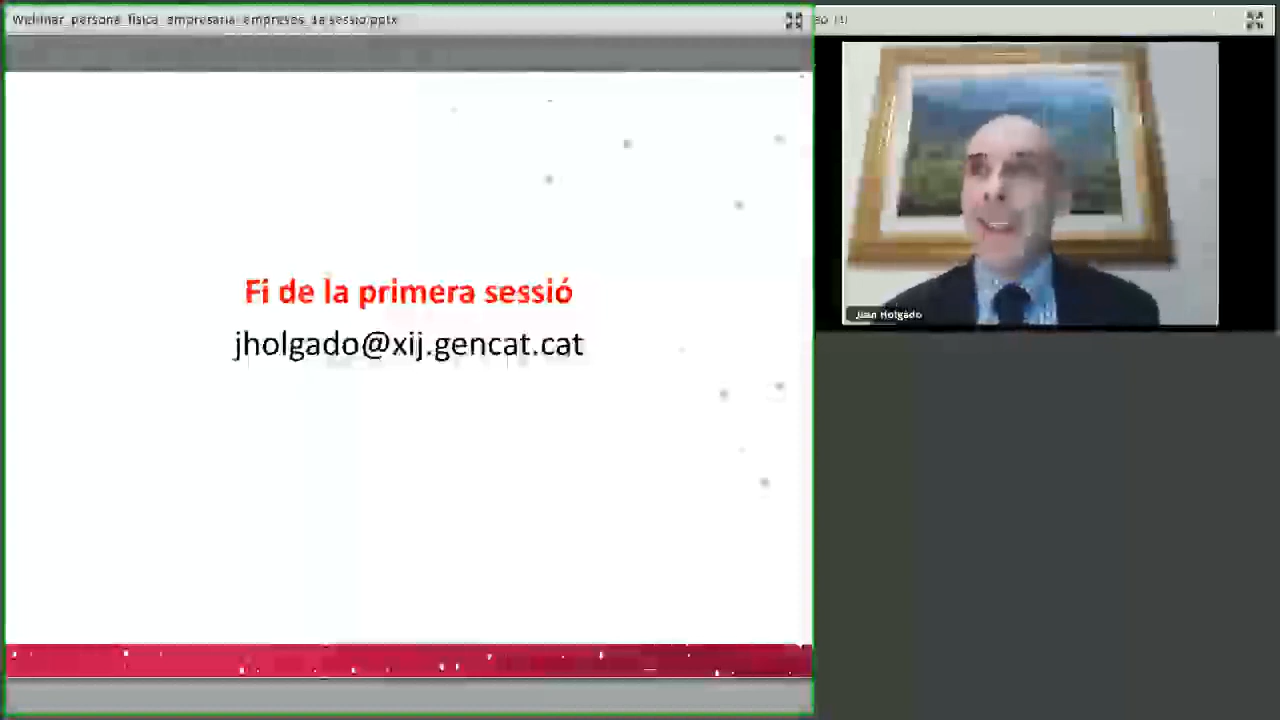 Webinar_persona_fisica_empresaria_empreses_1a sessio.pptx
Fi de la primera sessió
jholgado@xij.gencat.cat
Juan Holgado